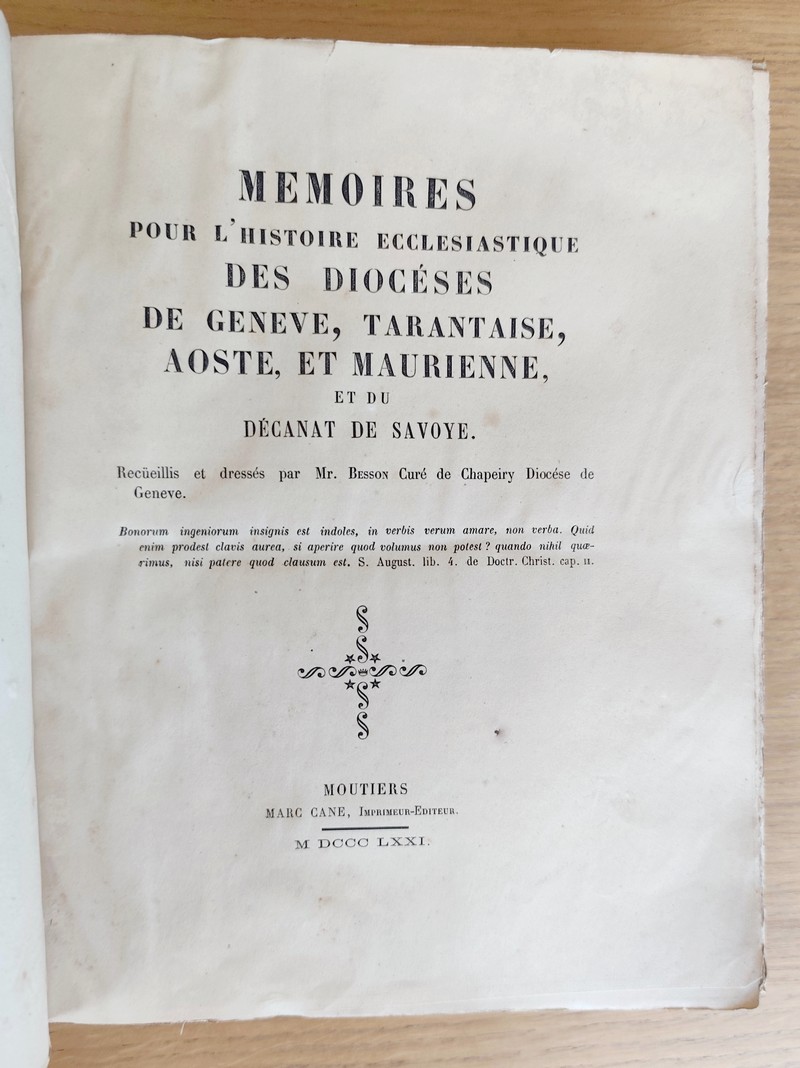 MEMOIRES
POUR L'HISTOIRE ECCLESIASTIQUE
DES DIOCÉSES
DE GENEVE, TARANTAISE,
AOSTE, ET MAURIENNE,
ET DU
DÉCANAT DE SAVOYE.
Recüeillis et dressés par Mr. BESSON Curé de Chapeiry Diocése de
Geneve.
Bonorum ingeniorum insignis est indoles, in verbis verum amare, non verba. Quid
enim prodest clavis aurea, si aperire quod volumus non potest? quando nihil quæ-
rimus, nisi patere quod clausum est. S. August. lib. 4. de Doctr. Christ. cap. II.
MOUTIERS
MARC CANE, IMPRIMEUR-EDITEUR.
M DCCC LXXI.